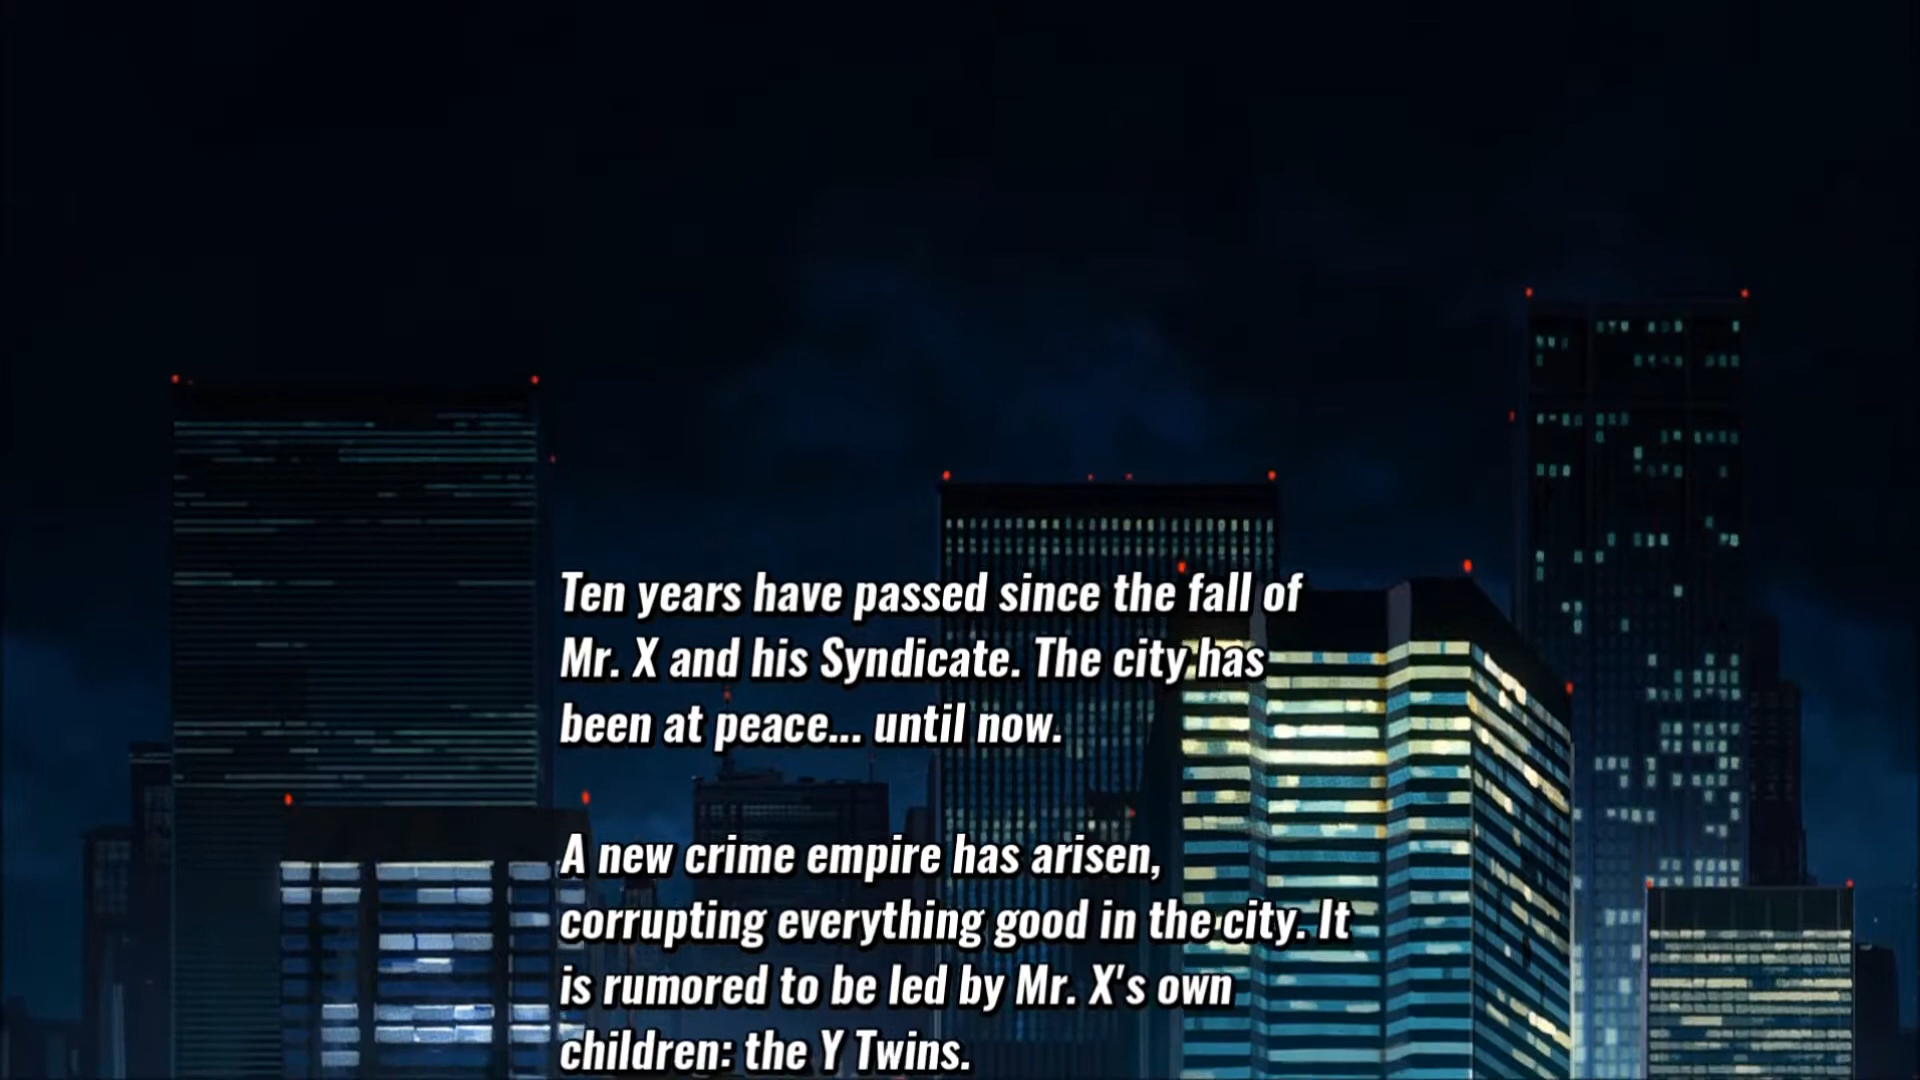 Ten years have passed since the fall of
Mr. X and his Syndicate. The city has
been at peace... until now.
A new crime empire has arisen,
corrupting everything good in the city. It
is rumored to be led by Mr. X's own
children: the Y Twins.